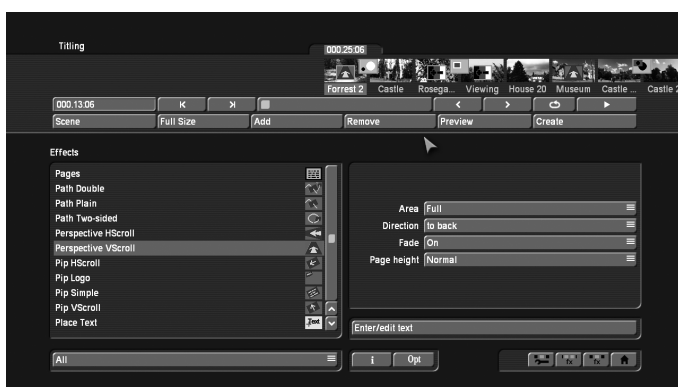 Titling
000.25:06
Forrest 2 Castle Rosega... Viewing House 20 Museum Castle ... Castle 2
000.13:06
Scene Full Size Add Remove Preview Create
Effects
Pages
Path Double
Path Plain
Path Two-sided
Perspective HScroll
Perspective VScroll
Pip HScroll
Pip Logo
Pip Simple
Pip VScroll
Place Text Text
Area Full
Direction to back
Fade On
Page height Normal
Enter/edit text
All
i Opt
fx fx